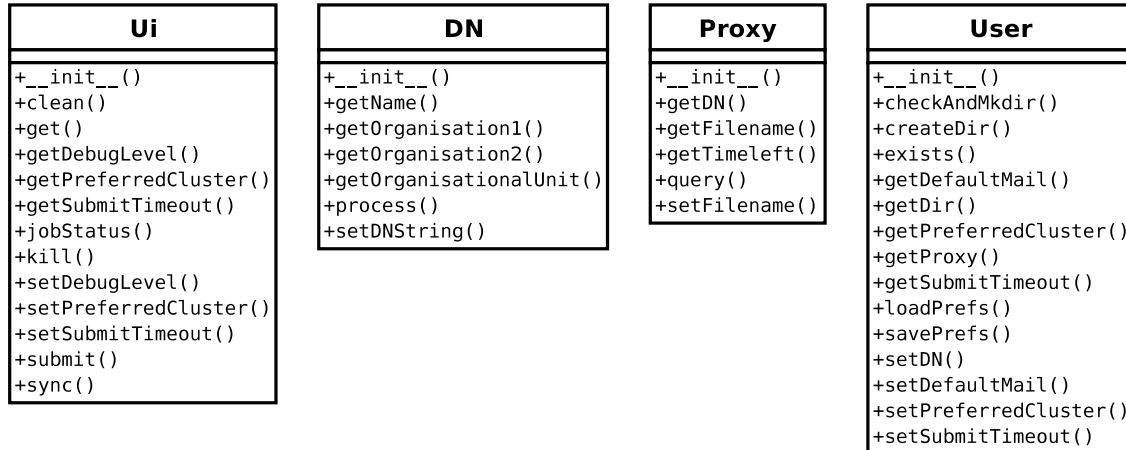 Ui
+__init__()
+clean()
+get()
+getDebugLevel()
+getPreferredCluster()
+getSubmitTimeout()
+jobStatus()
+kill()
+setDebugLevel()
+setPreferredCluster()
+setSubmitTimeout()
+submit()
+sync()
DN
+__init__()
+getName()
+getOrganisation1()
+getOrganisation2()
+getOrganisationalUnit()
+process()
+setDNString()
Proxy
+__init__()
+getDN()
+getFilename()
+getTimeleft()
+query()
+setFilename()
User
+__init__()
+checkAndMkdir()
+createDir()
+exists()
+getDefaultMail()
+getDir()
+getPreferredCluster()
+getProxy()
+getSubmitTimeout()
+loadPrefs()
+savePrefs()
+setDN()
+setDefaultMail()
+setPreferredCluster()
+setSubmitTimeout()